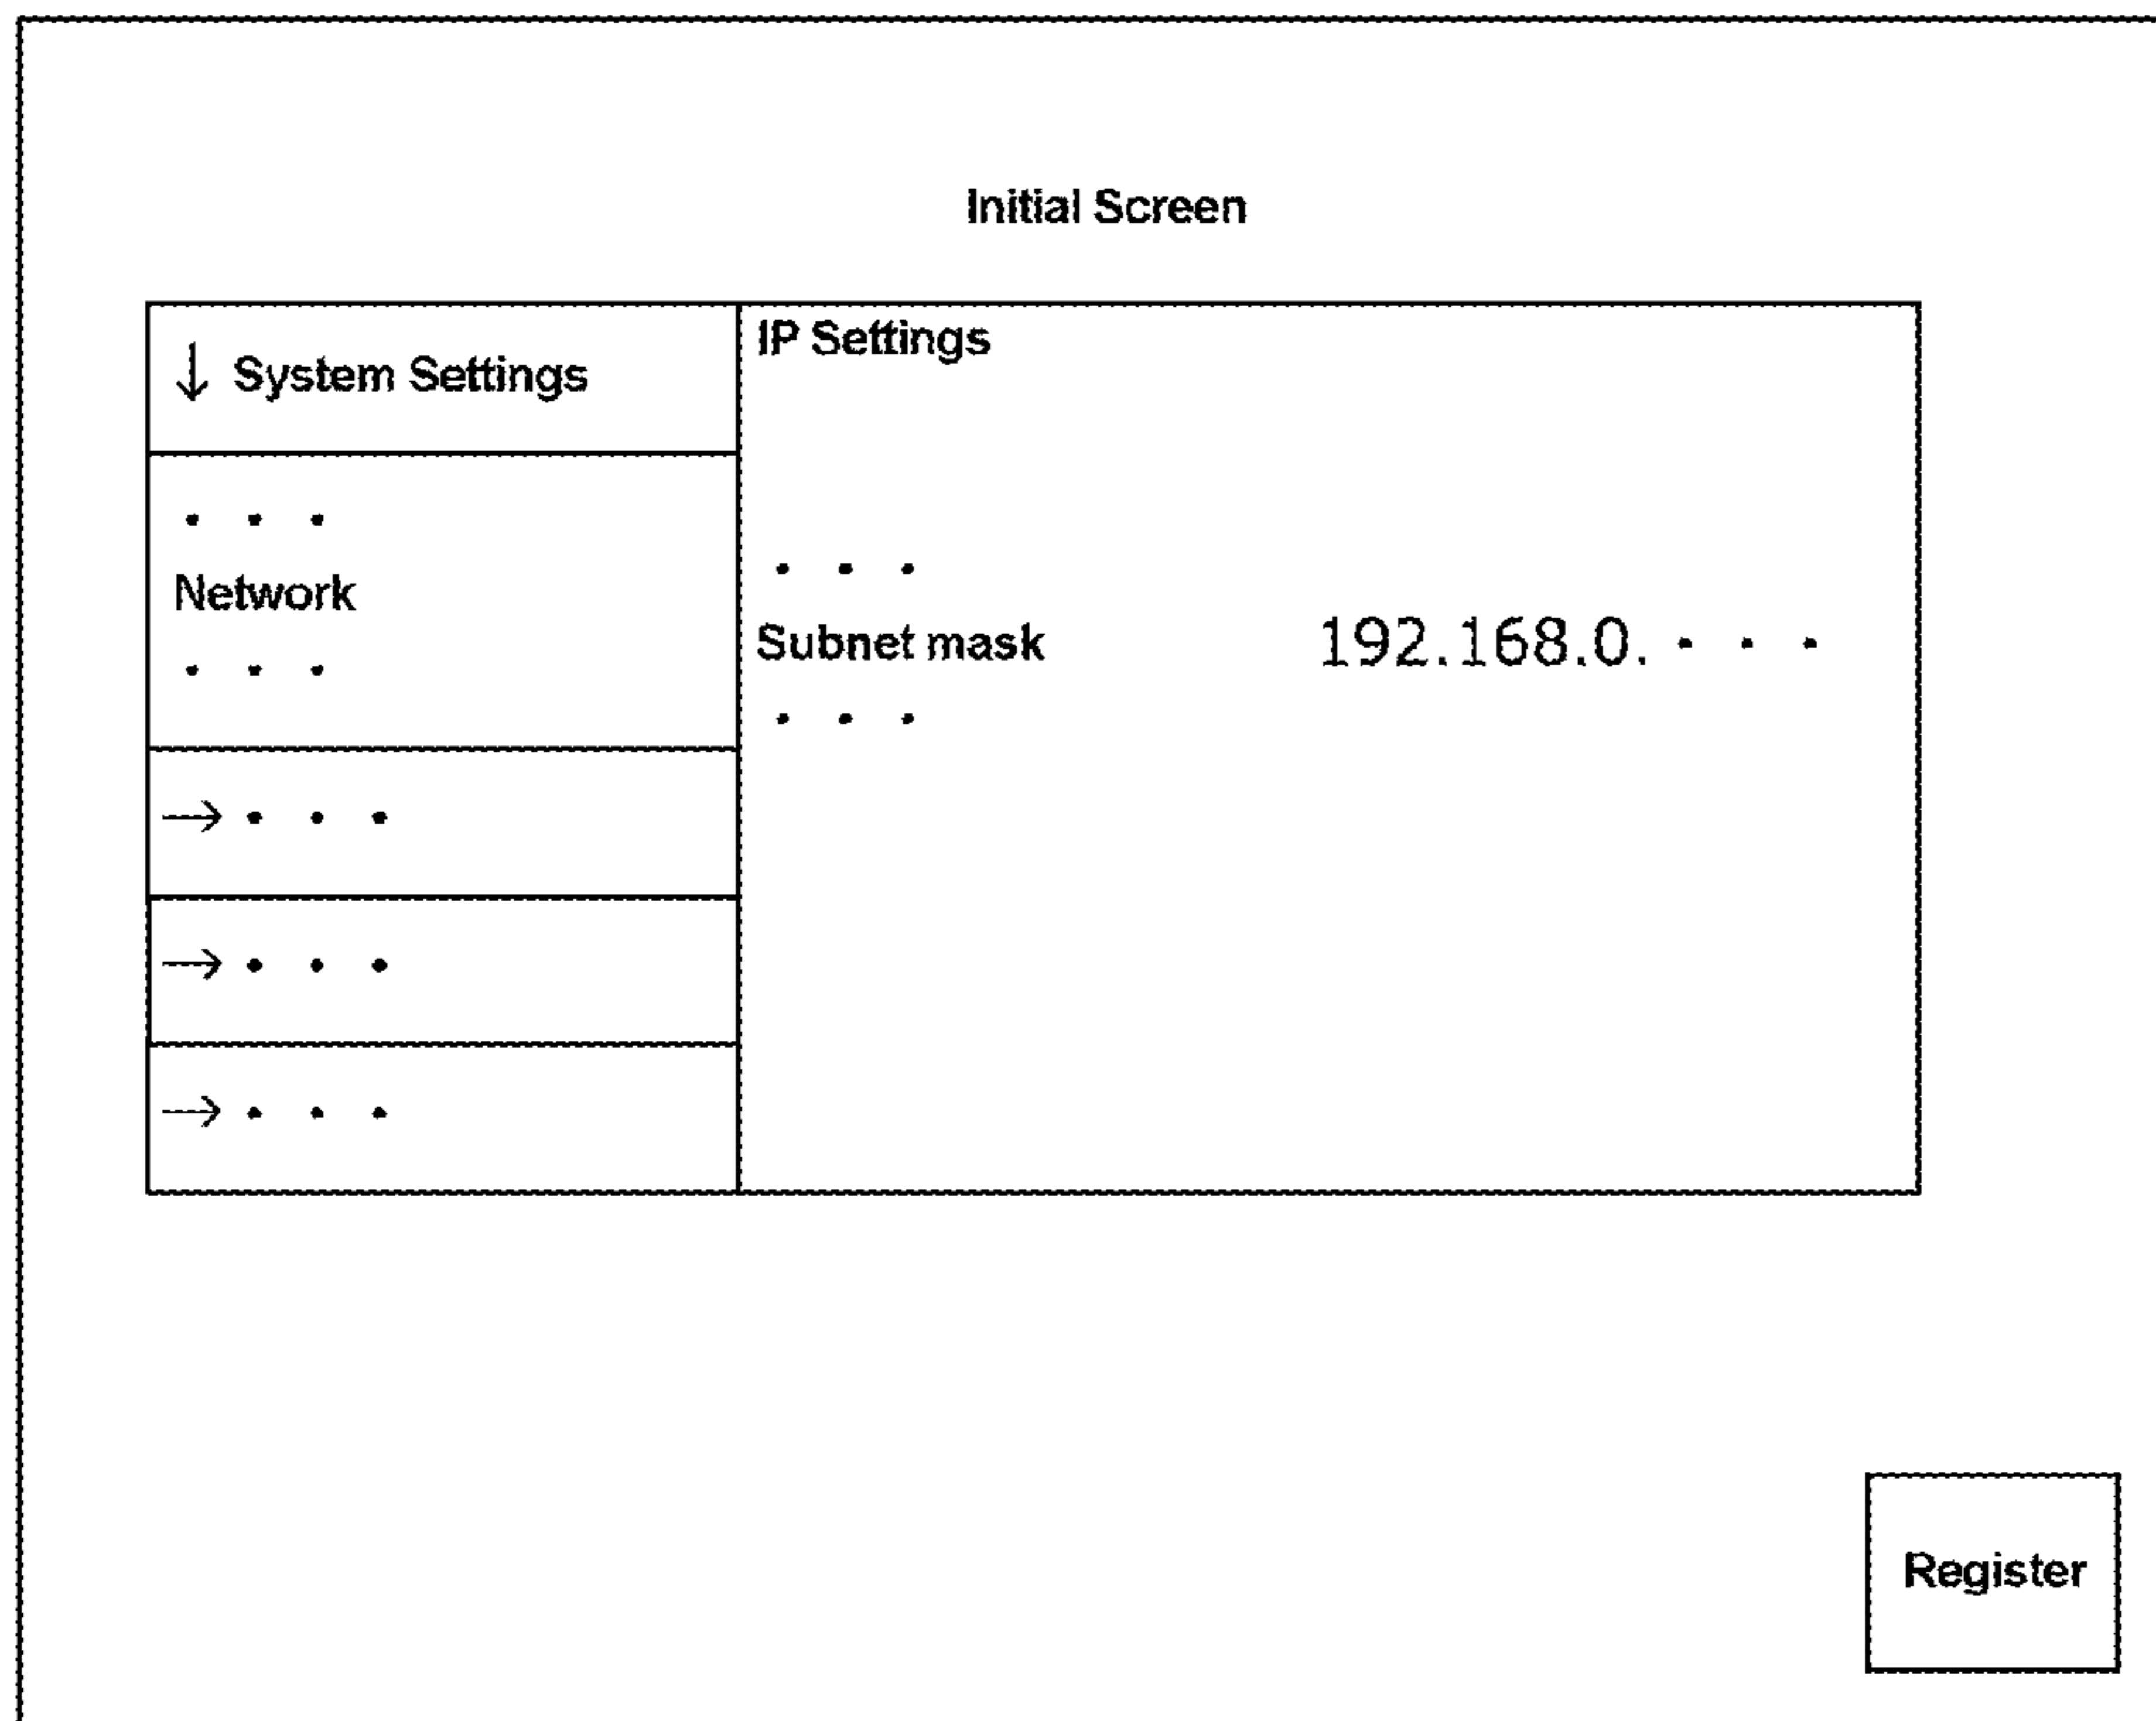 Initial Screen
↓ System Settings
. . .
Network
. . .
→ . . .
→ . . .
→ . . .
IP Settings
. . .
Subnet mask 192.168.0. . . .
. . .
Register